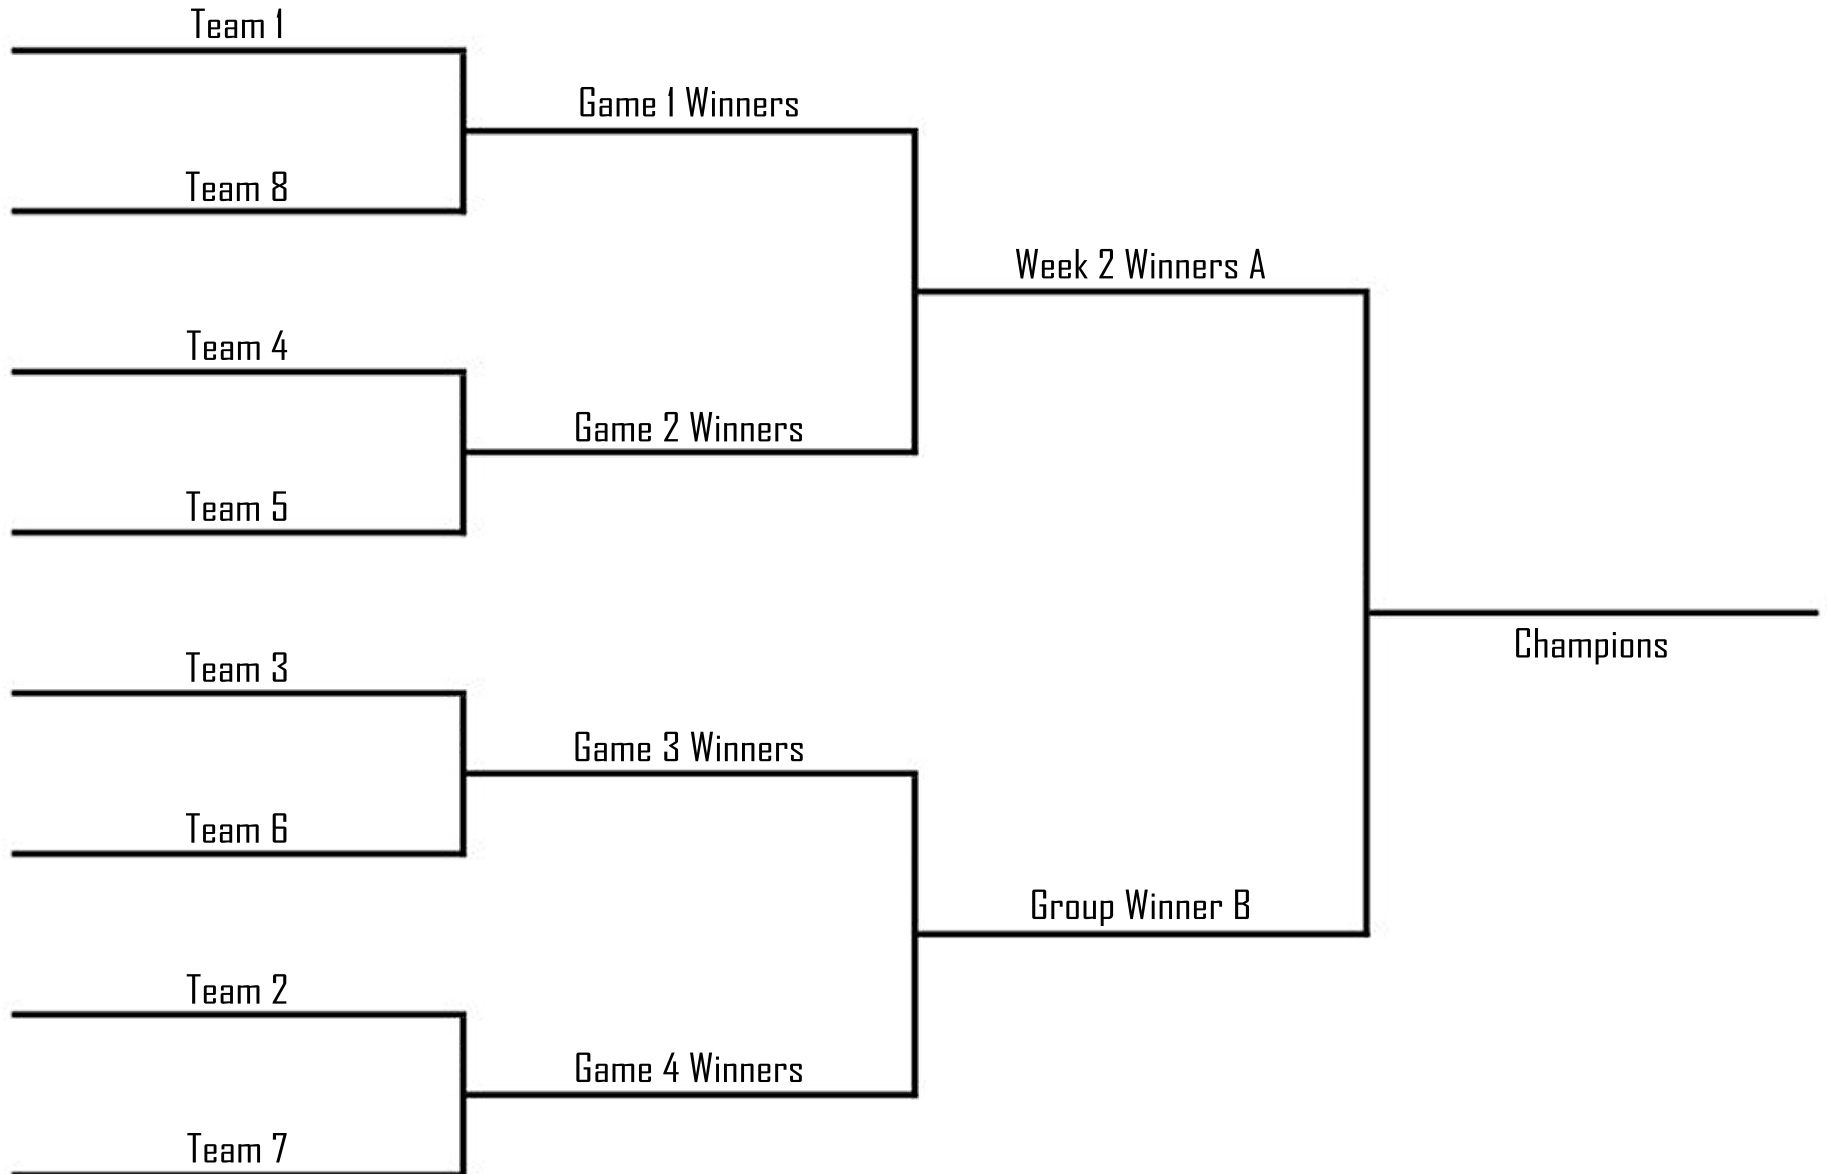 Team 1
Game 1 Winners
Team 8
Week 2 Winners A
Team 4
Game 2 Winners
Team 5
Champions
Team 3
Game 3 Winners
Team 6
Group Winner B
Team 2
Game 4 Winners
Team 7